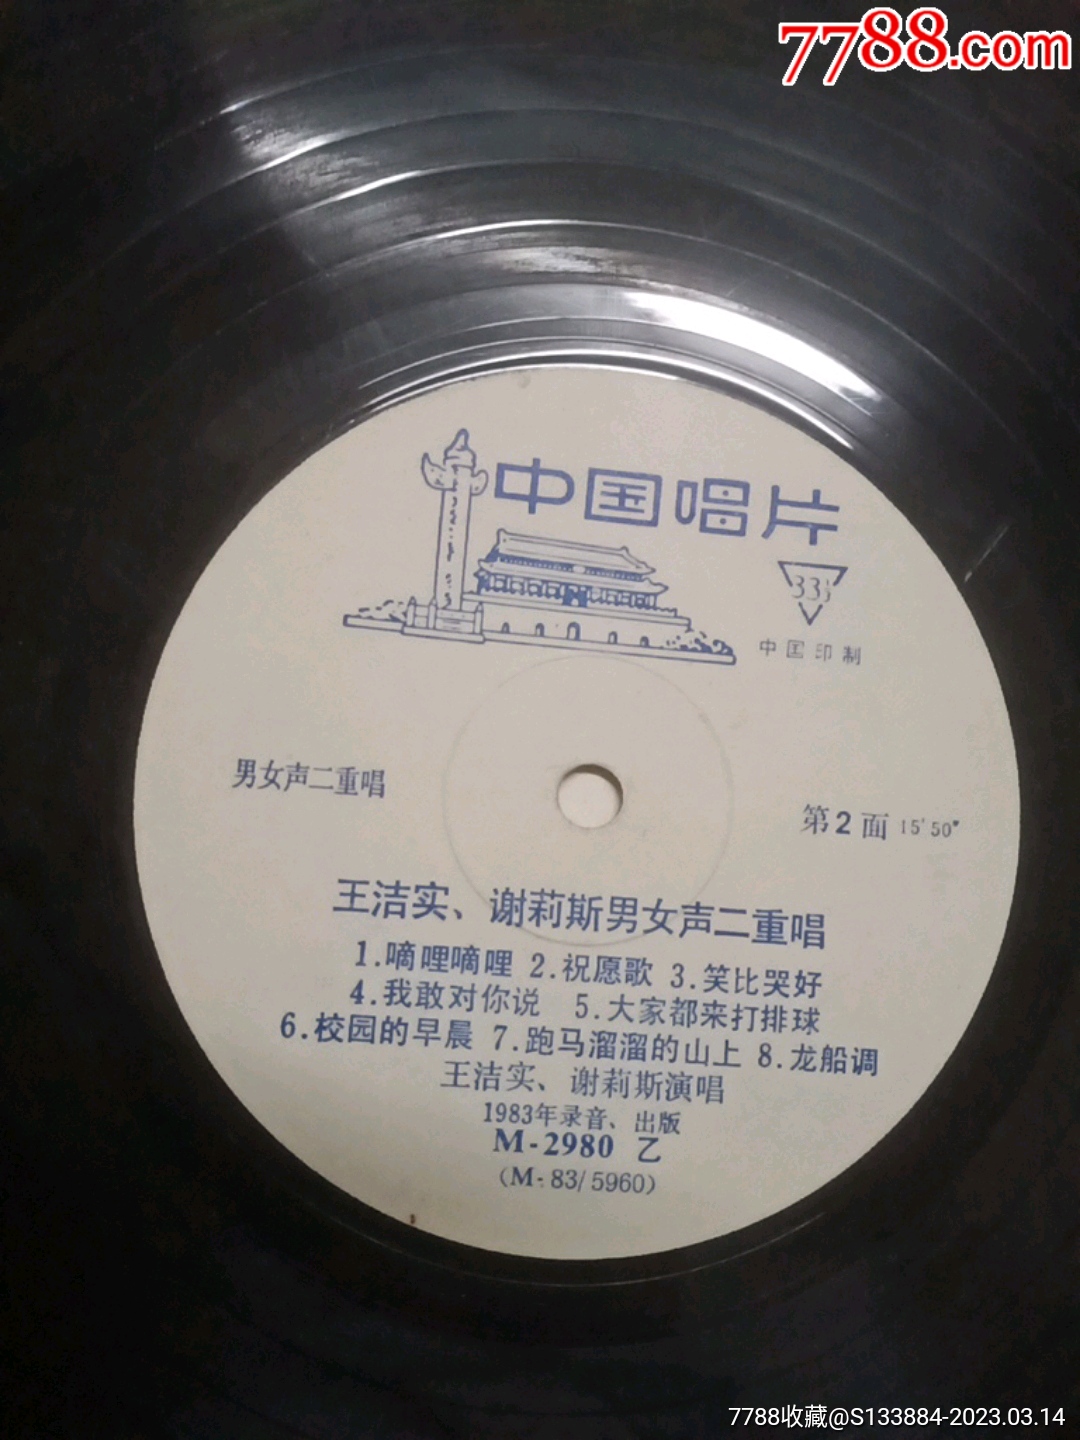 7788.com
中国唱片
33⅓
中国印制
男女声二重唱
第2面 15′50″
王洁实、谢莉斯男女声二重唱
1.嘀哩嘀哩 2.祝愿歌 3.笑比哭好
4.我敢对你说 5.大家都来打排球
6.校园的早晨 7.跑马溜溜的山上 8.龙船调
王洁实、谢莉斯演唱
1983年录音、出版
M-2980 乙
(M-83/5960)
7788收藏@S133884-2023.03.14